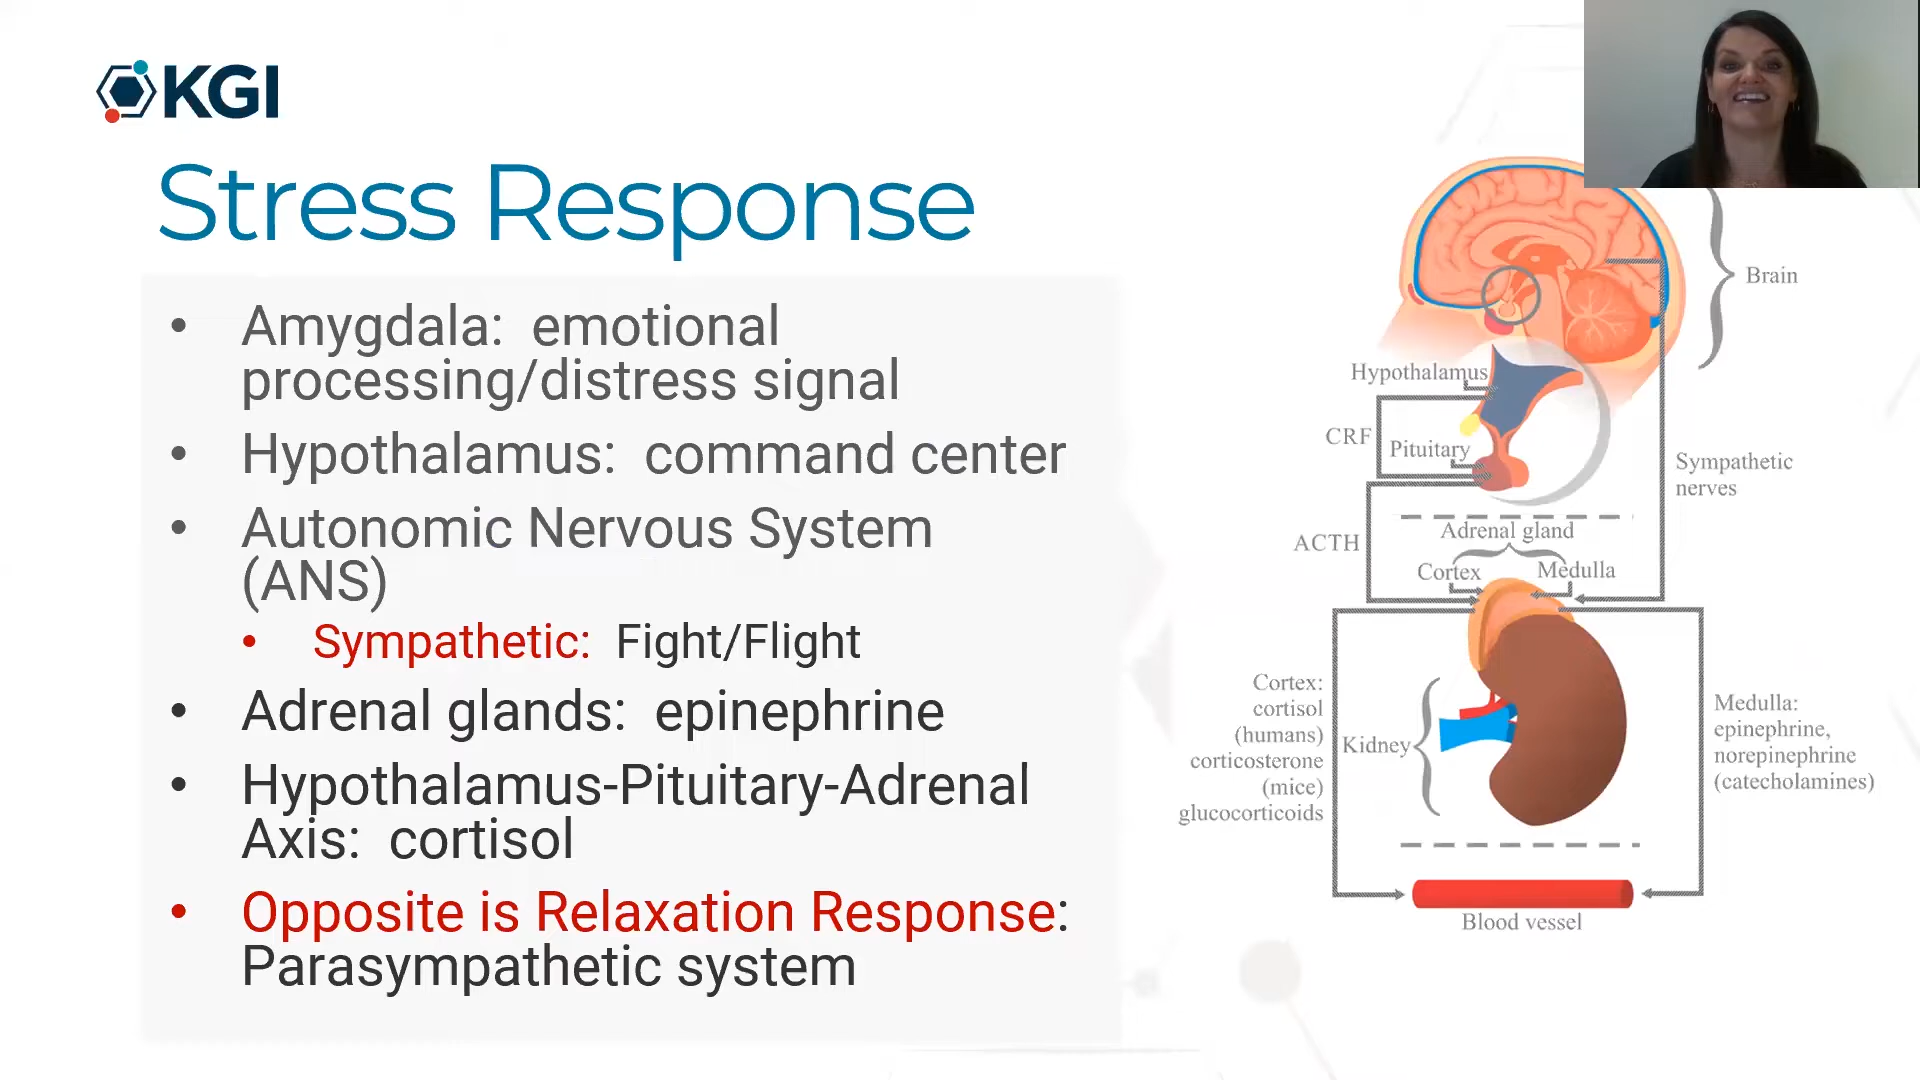 KGI
Stress Response
• Amygdala: emotional
processing/distress signal
• Hypothalamus: command center
• Autonomic Nervous System
(ANS)
• Sympathetic: Fight/Flight
• Adrenal glands: epinephrine
• Hypothalamus-Pituitary-Adrenal
Axis: cortisol
• Opposite is Relaxation Response:
Parasympathetic system
Brain
Hypothalamus
CRF
Pituitary
Sympathetic
nerves
ACTH
Adrenal gland
Cortex
Medulla
Cortex:
cortisol
(humans)
corticosterone
(mice)
glucocorticoids
Kidney
Medulla:
epinephrine,
norepinephrine
(catecholamines)
Blood vessel